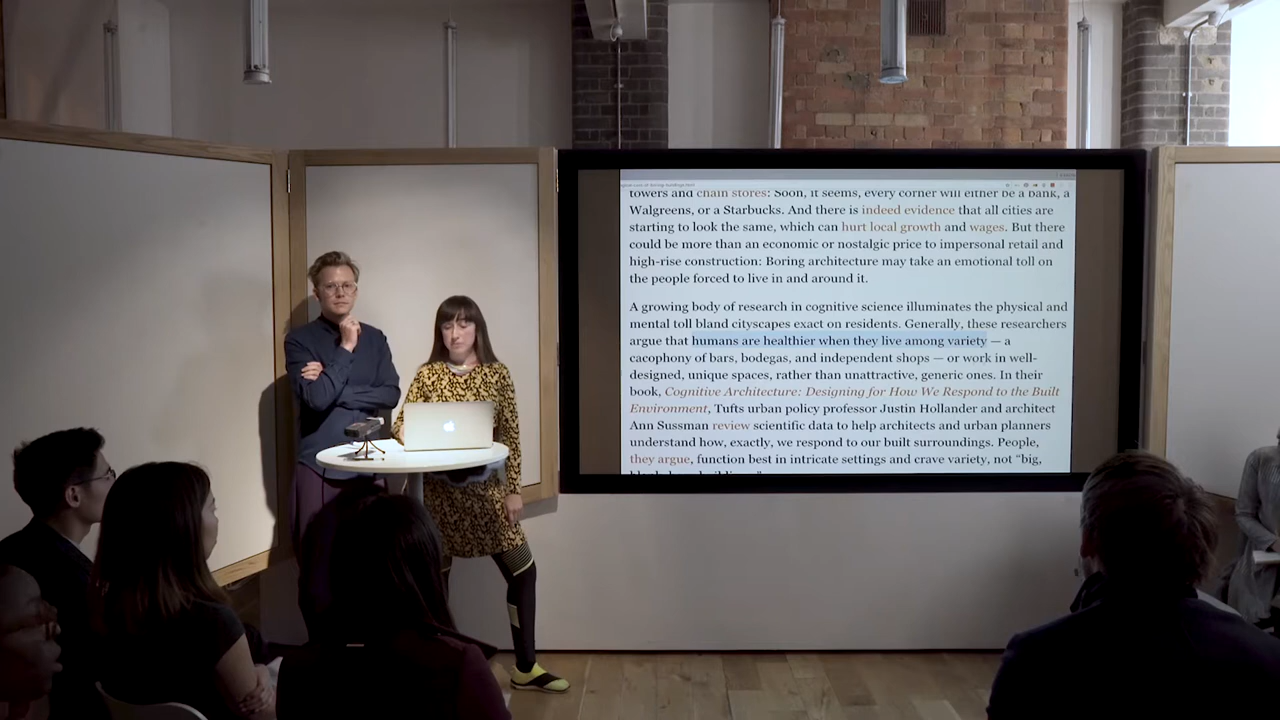 towers and chain stores: Soon, it seems, every corner will either be a bank, a
Walgreens, or a Starbucks. And there is indeed evidence that all cities are
starting to look the same, which can hurt local growth and wages. But there
could be more than an economic or nostalgic price to impersonal retail and
high-rise construction: Boring architecture may take an emotional toll on
the people forced to live in and around it.
A growing body of research in cognitive science illuminates the physical and
mental toll bland cityscapes exact on residents. Generally, these researchers
argue that humans are healthier when they live among variety — a
cacophony of bars, bodegas, and independent shops — or work in well-
designed, unique spaces, rather than unattractive, generic ones. In their
book, Cognitive Architecture: Designing for How We Respond to the Built
Environment, Tufts urban policy professor Justin Hollander and architect
Ann Sussman review scientific data to help architects and urban planners
understand how, exactly, we respond to our built surroundings. People,
they argue, function best in intricate settings and crave variety, not “big,